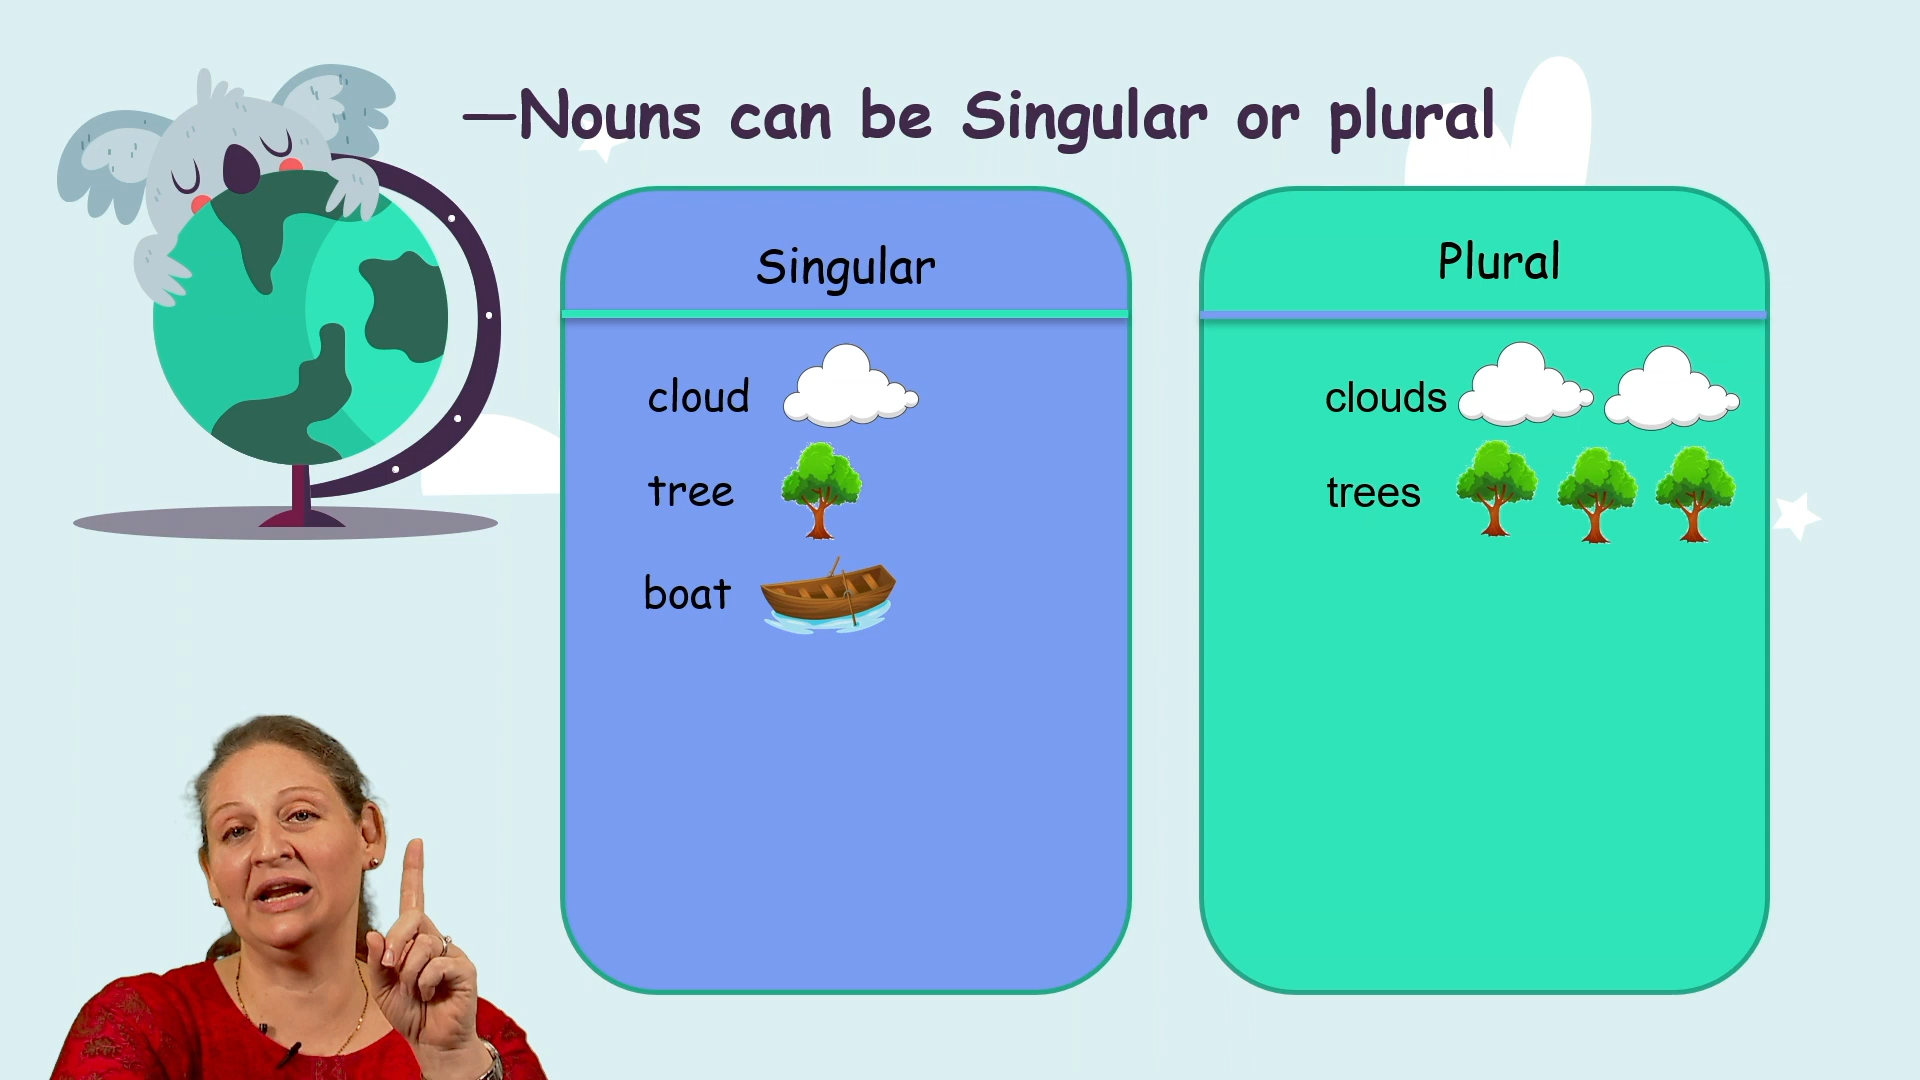 —Nouns can be Singular or plural
Singular
cloud
tree
boat
Plural
clouds
trees